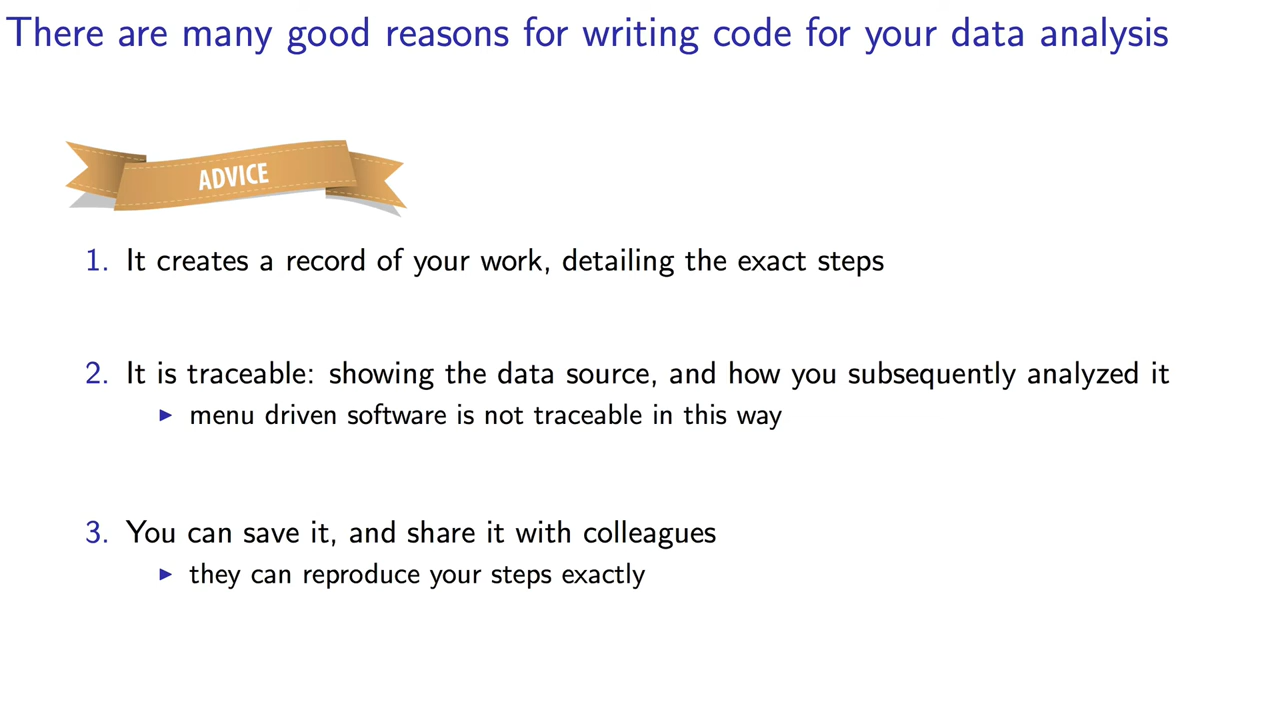 There are many good reasons for writing code for your data analysis
ADVICE
1. It creates a record of your work, detailing the exact steps
2. It is traceable: showing the data source, and how you subsequently analyzed it
▶ menu driven software is not traceable in this way
3. You can save it, and share it with colleagues
▶ they can reproduce your steps exactly